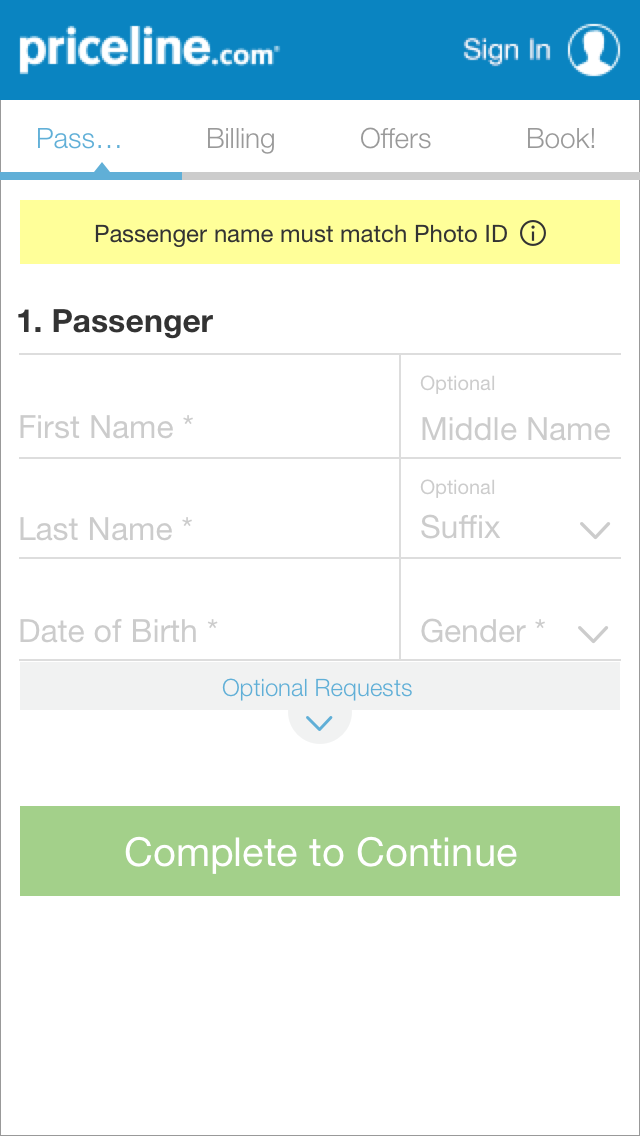 priceline.com
Sign In
Pass...
Billing
Offers
Book!
Passenger name must match Photo ID
1. Passenger
Optional
First Name *
Middle Name
Optional
Last Name *
Suffix
Date of Birth *
Gender *
Optional Requests
Complete to Continue